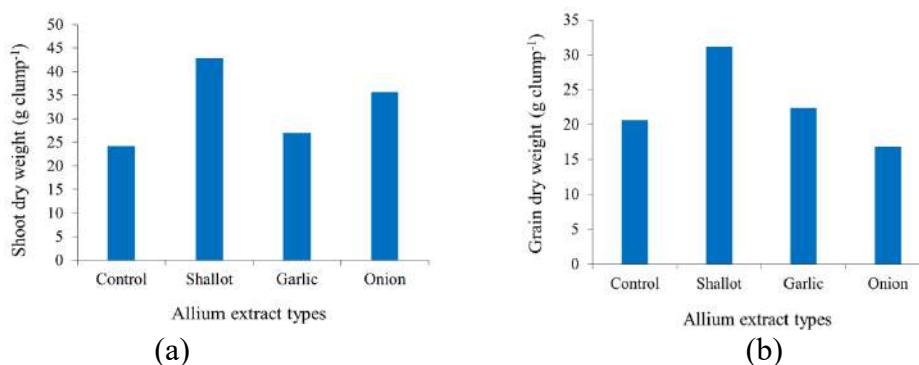 Shoot dry weight (g clump⁻¹)
50
45
40
35
30
25
20
15
10
5
0
Control Shallot Garlic Onion
Allium extract types
(a)
Grain dry weight (g clump⁻¹)
35
30
25
20
15
10
5
0
Control Shallot Garlic Onion
Allium extract types
(b)